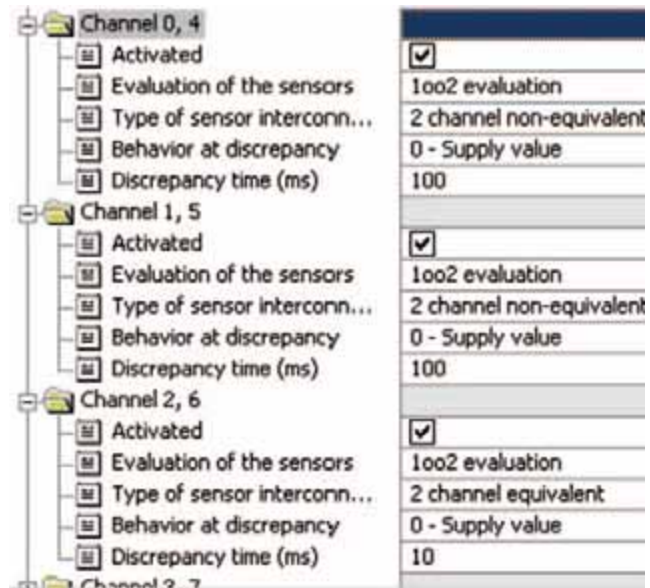 Channel 0, 4
Activated
Evaluation of the sensors 1oo2 evaluation
Type of sensor interconn... 2 channel non-equivalent
Behavior at discrepancy 0 - Supply value
Discrepancy time (ms) 100
Channel 1, 5
Activated
Evaluation of the sensors 1oo2 evaluation
Type of sensor interconn... 2 channel non-equivalent
Behavior at discrepancy 0 - Supply value
Discrepancy time (ms) 100
Channel 2, 6
Activated
Evaluation of the sensors 1oo2 evaluation
Type of sensor interconn... 2 channel equivalent
Behavior at discrepancy 0 - Supply value
Discrepancy time (ms) 10
Channel 3, 7